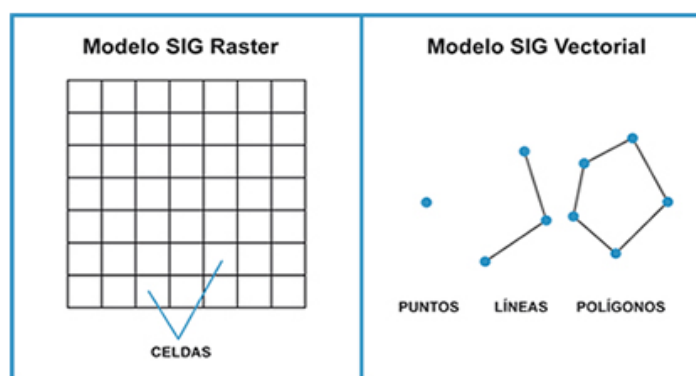 Modelo SIG Raster
CELDAS
Modelo SIG Vectorial
PUNTOS LÍNEAS POLÍGONOS